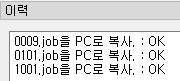 이력
0009.job을 PC로 복사. : OK
0101.job을 PC로 복사. : OK
1001.job을 PC로 복사. : OK